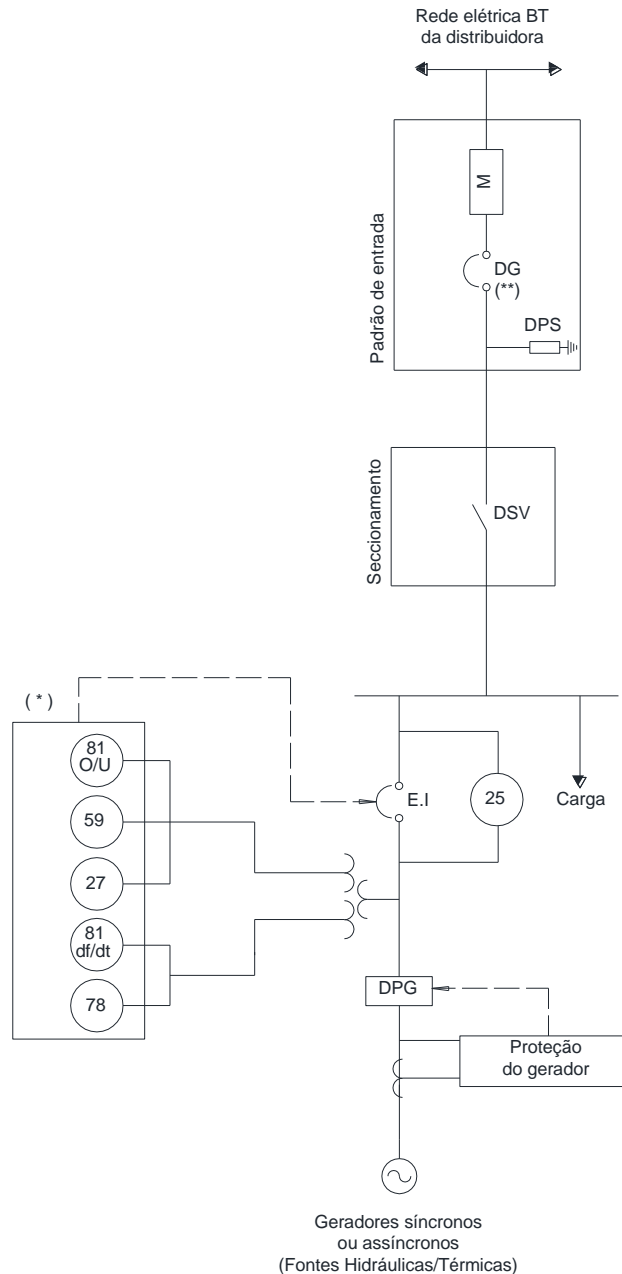 Rede elétrica BT
da distribuidora
Padrão de entrada
M
DG
(**)
DPS
Seccionamento
DSV
( * )
81
O/U
59
27
81
df/dt
78
E.I
25
Carga
DPG
Proteção
do gerador
Geradores síncronos
ou assíncronos
(Fontes Hidráulicas/Térmicas)